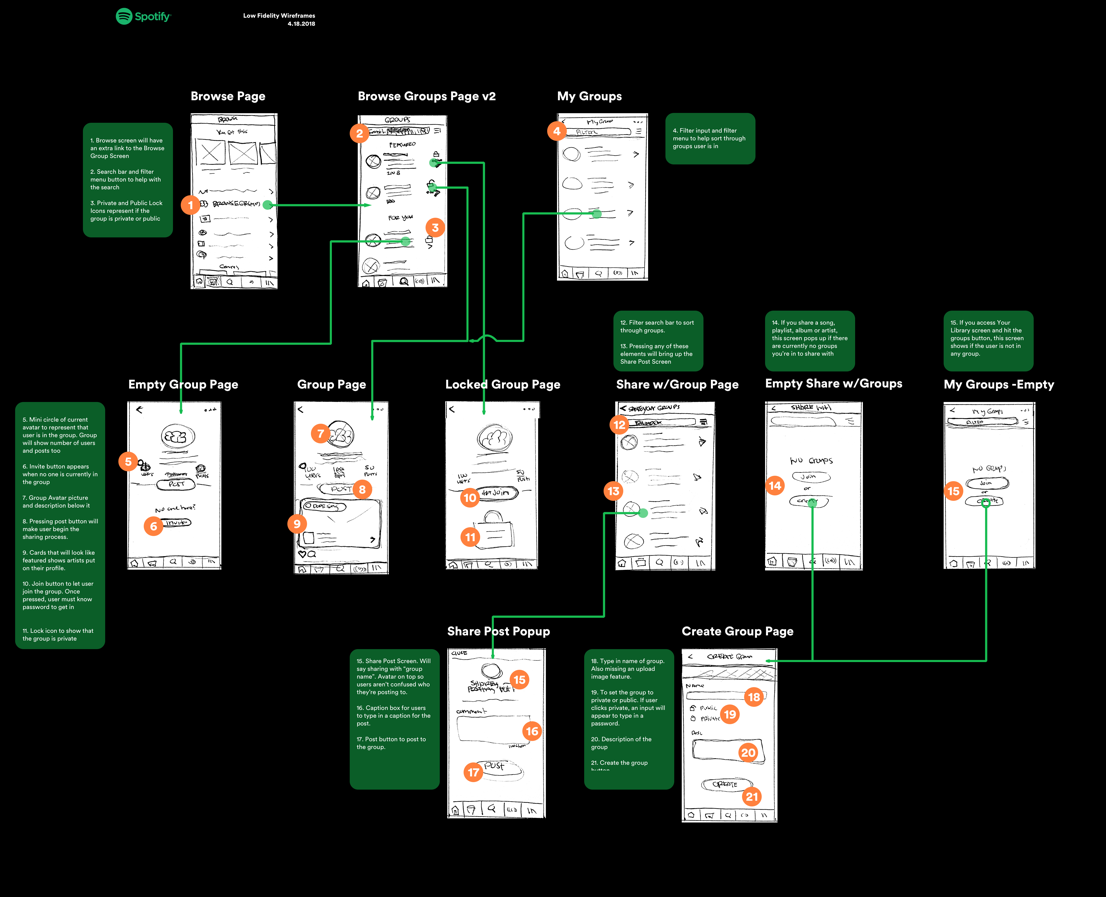 Spotify
Low Fidelity Wireframes
4.18.2018
Browse Page
Browse Groups Page v2
My Groups
1. Browse screen will have
an extra link to the Browse
Group Screen
2. Search bar and filter
menu button to help with
the search
3. Private and Public Lock
Icons represent if the
group is private or public
Brown
1
BROWSE GROUPS
GROUPS
2
FEATURED
FOR YOU
3
My Groups
4
4. Filter input and filter
menu to help sort through
groups user is in
12. Filter search bar to sort
through groups.
13. Pressing any of these
elements will bring up the
Share Post Screen
14. If you share a song,
playlist, album or artist,
this screen pops up if there
are currently no groups
you're in to share with
15. If you access Your
Library screen and hit the
groups button, this screen
shows if the user is not in
any group.
Empty Group Page
Group Page
Locked Group Page
Share w/Group Page
Empty Share w/Groups
My Groups -Empty
5. Mini circle of current
avatar to represent that
user is in the group. Group
will show number of users
and posts too
6. Invite button appears
when no one is currently in
the group
7. Group Avatar picture
and description below it
8. Pressing post button will
make user begin the
sharing process.
9. Cards that will look like
featured shows artists put
on their profile.
10. Join button to let user
join the group. Once
pressed, user must know
password to get in
11. Lock icon to show that
the group is private
5
POST
6
7
POST
8
9
10
Join
11
12
13
NO GROUPS
14
Join
or
create
My Groups
NO GROUPS
15
Join
or
create
Share Post Popup
Create Group Page
15. Share Post Screen. Will
say sharing with "group
name". Avatar on top so
users aren't confused who
they're posting to.
16. Caption box for users
to type in a caption for the
post.
17. Post button to post to
the group.
CLOSE
15
comment
16
17
POST
18. Type in name of group.
Also missing an upload
image feature.
19. To set the group to
private or public. If user
clicks private, an input will
appear to type in a
password.
20. Description of the
group
21. Create the group
button
CREATE Group
Name
18
PUBLIC
PRIVATE
19
20
CREATE
21